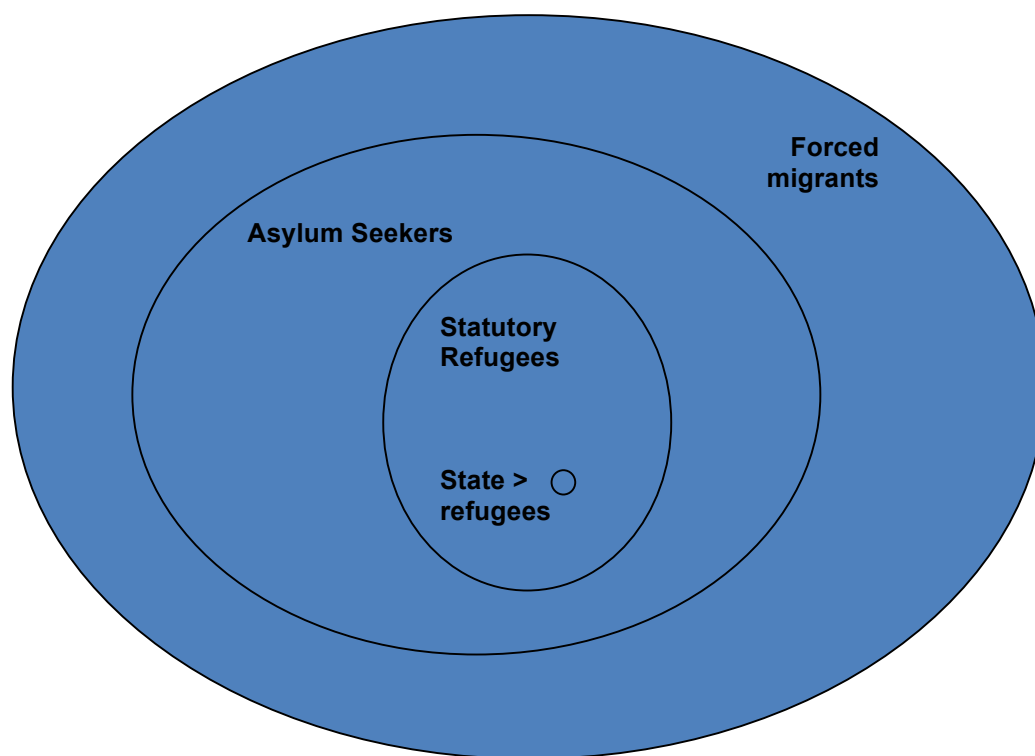 Forced
migrants
Asylum Seekers
Statutory
Refugees
State >
refugees